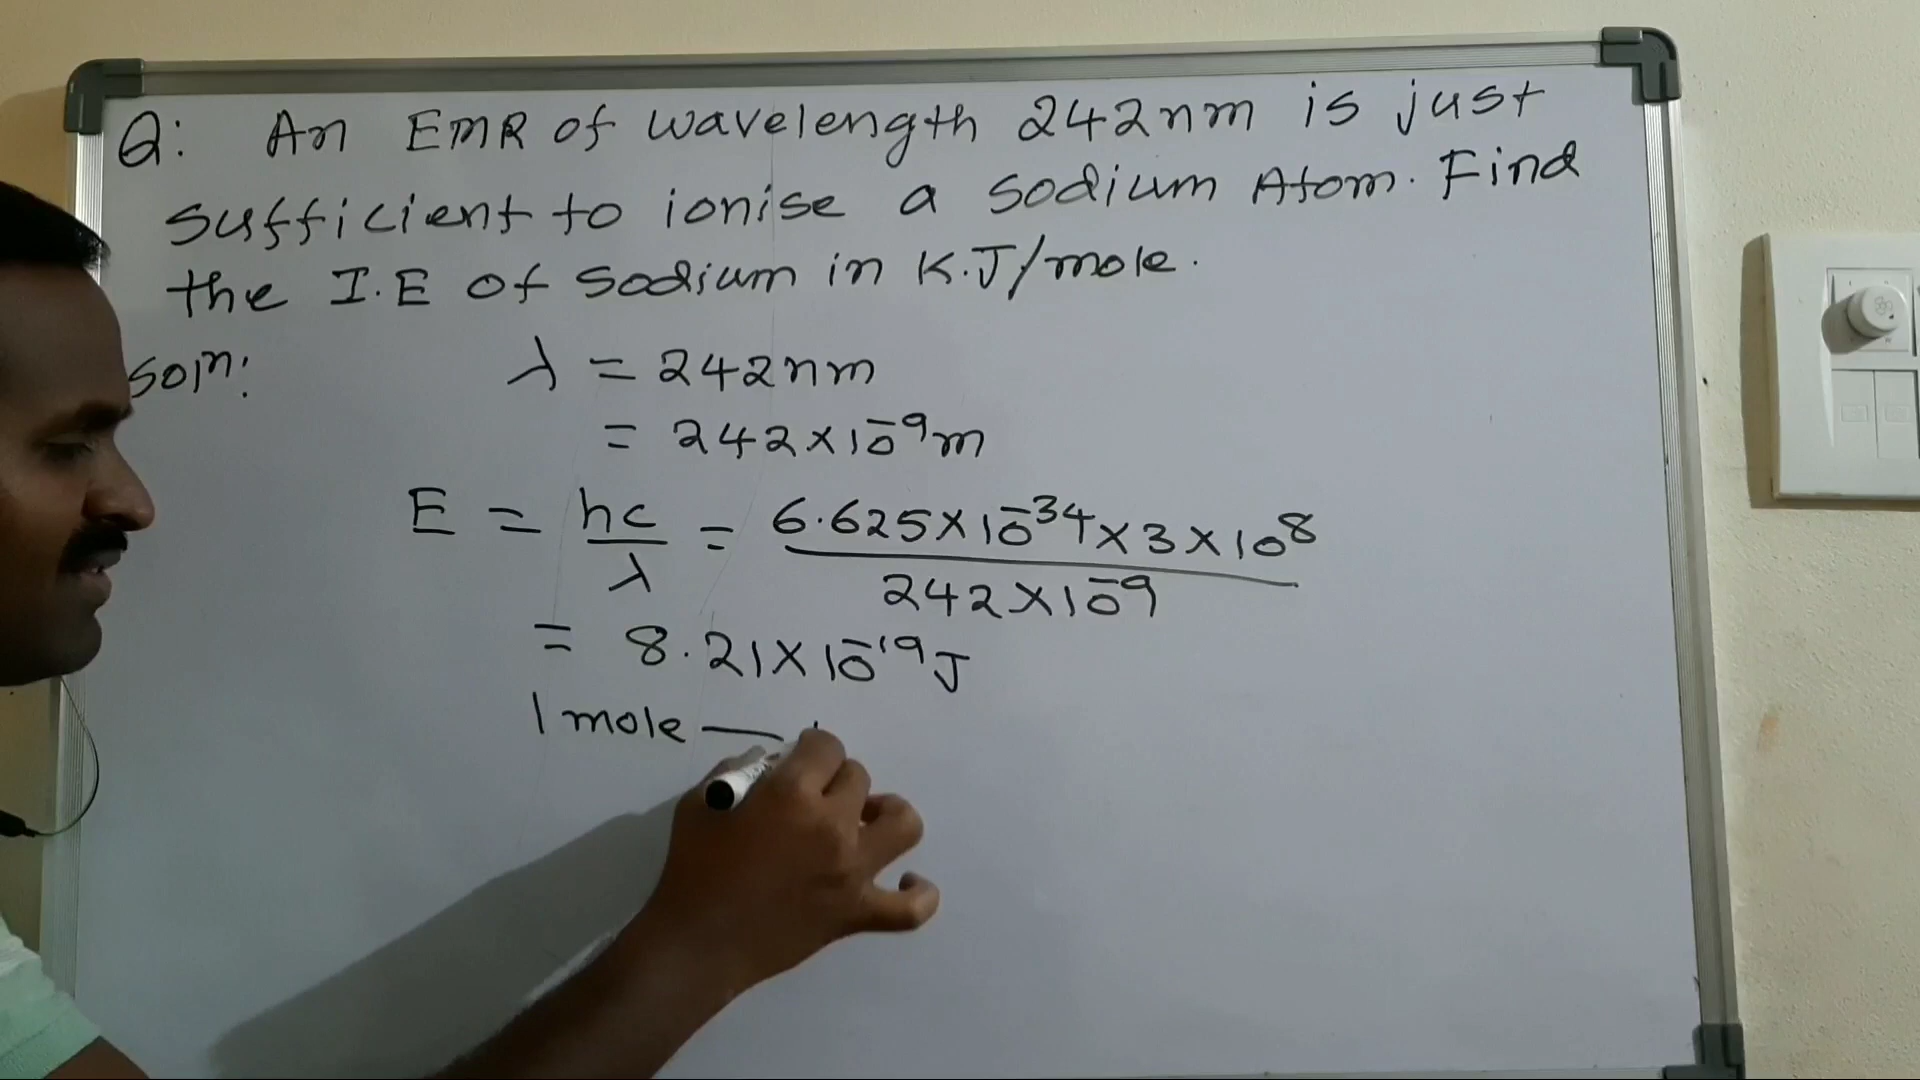 Q: An EMR of wavelength 242nm is just
sufficient to ionise a sodium Atom. Find
the I.E of sodium in K.J/mole.
Soln: λ = 242nm
= 242×10⁻⁹m
E = hc/λ = 6.625×10⁻³⁴×3×10⁸/242×10⁻⁹
= 8.21×10⁻¹⁹J
1 mole —